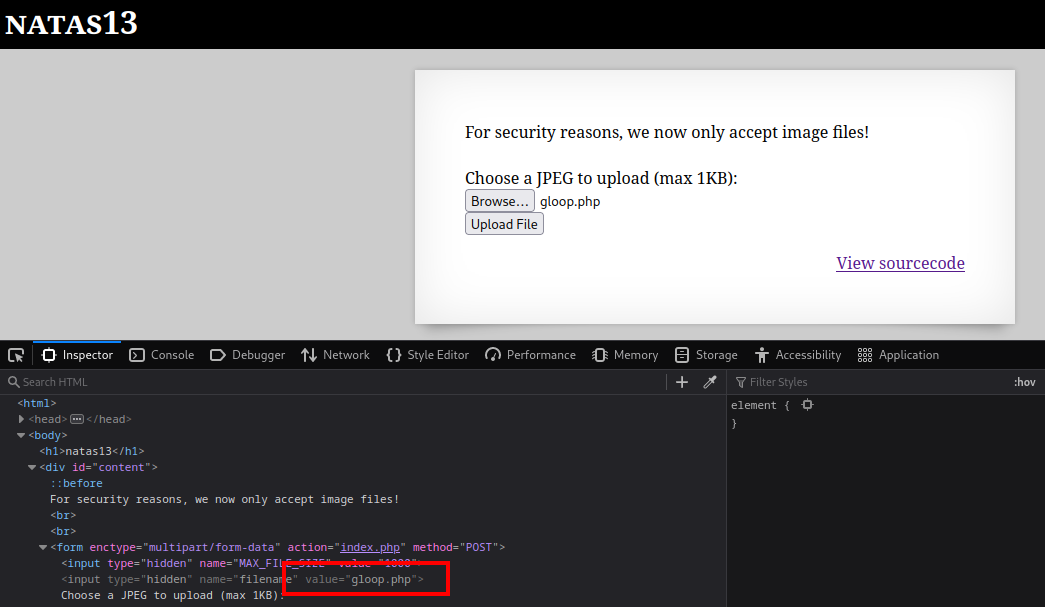 NATAS13
For security reasons, we now only accept image files!
Choose a JPEG to upload (max 1KB):
Browse... gloop.php
Upload File
View sourcecode
Inspector Console Debugger Network Style Editor Performance Memory Storage Accessibility Application
Search HTML
Filter Styles :hov
<html>
<head> ••• </head>
<body>
<h1>natas13</h1>
<div id="content">
::before
For security reasons, we now only accept image files!
<br>
<br>
<form enctype="multipart/form-data" action="index.php" method="POST">
<input type="hidden" name="MAX_FILE_SIZE" value="1000">
<input type="hidden" name="filename" value="gloop.php">
Choose a JPEG to upload (max 1KB):
element {
}